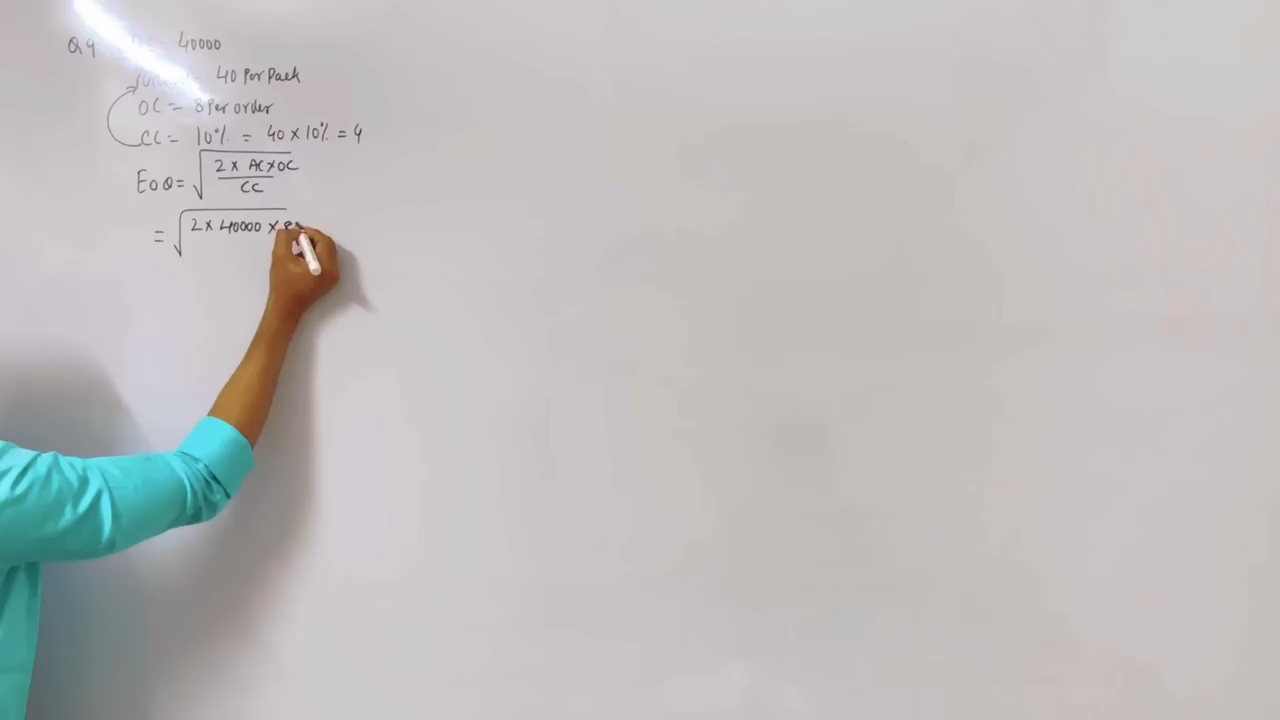 Q9 = 40000
= 40 Per Pack
OC = 8 Per order
CC = 10% = 40 × 10% = 4
EOQ = √(2 × AC × OC / CC)
= √(2 × 40000 × 8